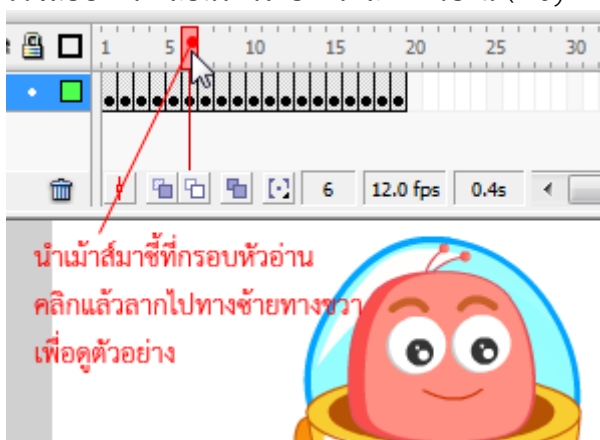 1 5 10 15 20 25 30
6 12.0 fps 0.4s
นำเม้าส์มาชี้ที่กรอบหัวอ่าน
คลิกแล้วลากไปทางซ้ายทางขวา
เพื่อดูตัวอย่าง